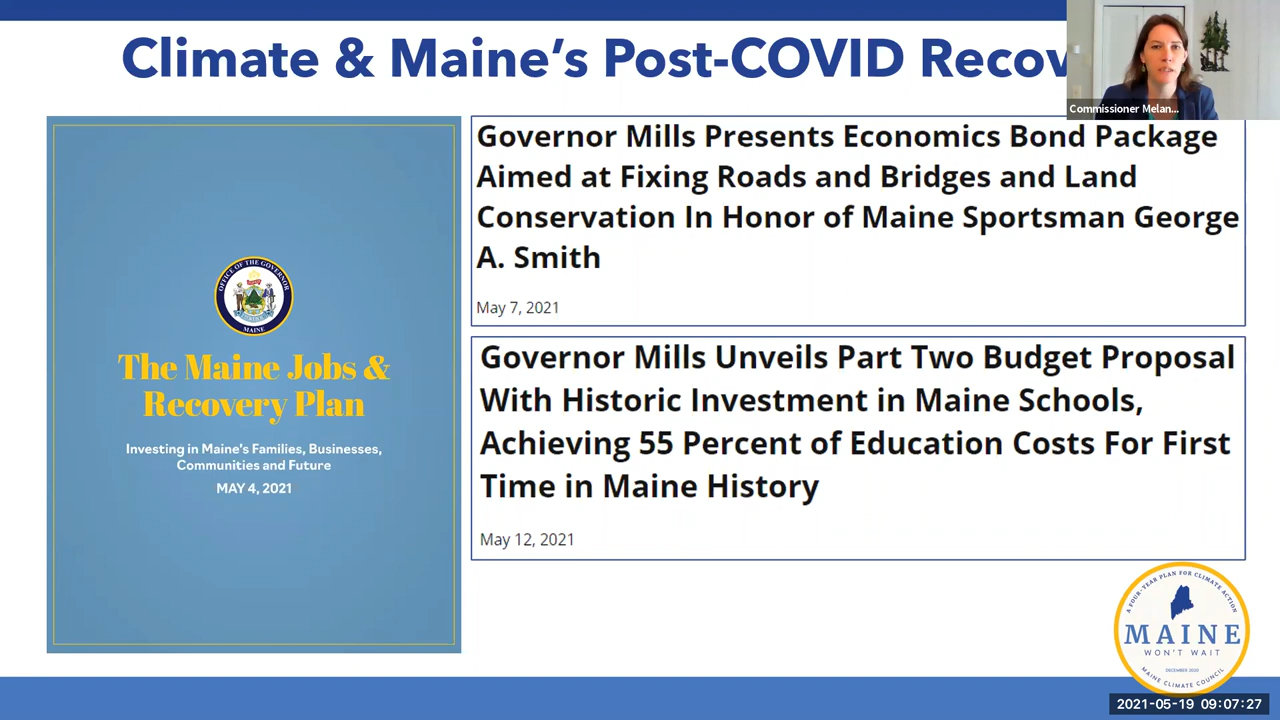 Climate & Maine's Post-COVID Recov
Commissioner Melan...
OFFICE OF THE GOVERNOR
MAINE
The Maine Jobs &
Recovery Plan
Investing in Maine's Families, Businesses,
Communities and Future
MAY 4, 2021
Governor Mills Presents Economics Bond Package
Aimed at Fixing Roads and Bridges and Land
Conservation In Honor of Maine Sportsman George
A. Smith
May 7, 2021
Governor Mills Unveils Part Two Budget Proposal
With Historic Investment in Maine Schools,
Achieving 55 Percent of Education Costs For First
Time in Maine History
May 12, 2021
A FOUR-YEAR PLAN FOR CLIMATE ACTION
MAINE
WON'T WAIT
DECEMBER 2020
MAINE CLIMATE COUNCIL
2021-05-19 09:07:27